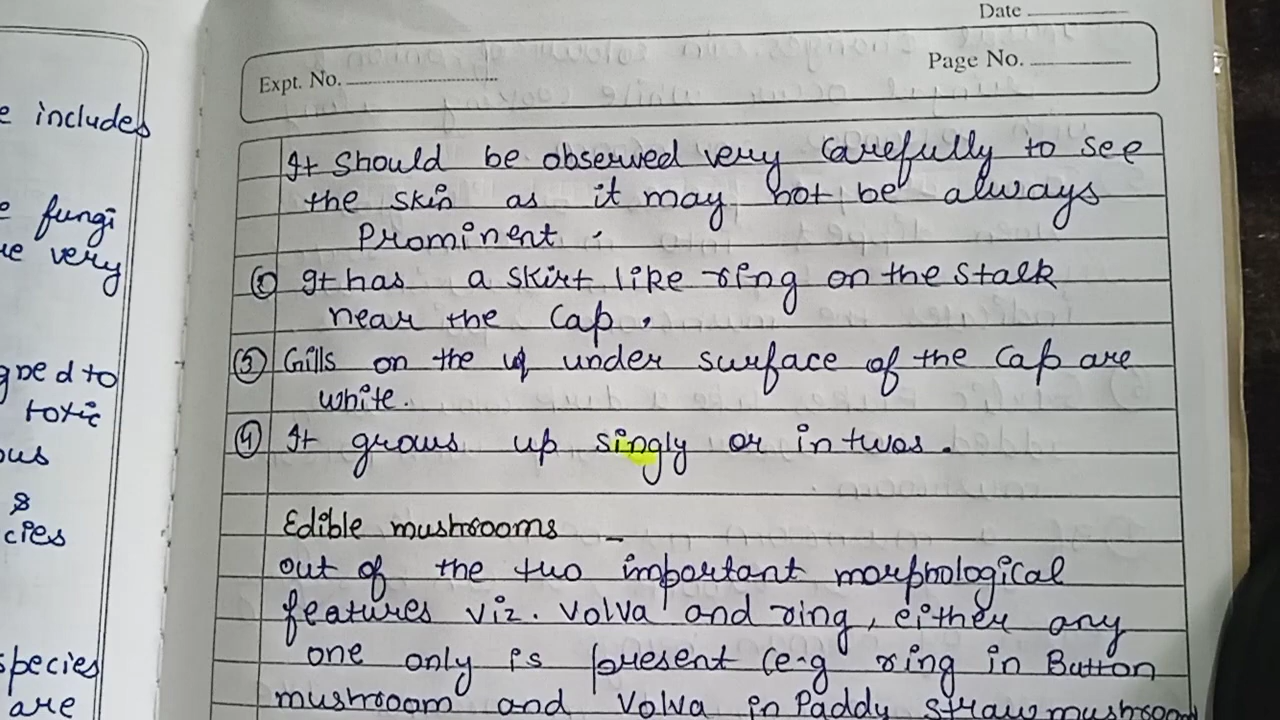 e includes
e fungi
re very
gned to
toxic
ous
&
cies
species
are
Date
Expt. No.
Page No.
It should be observed very carefully to see
the skin as it may not be always
Prominent.
② It has a skirt like ring on the stalk
near the cap.
③ Gills on the under surface of the cap are
white.
④ It grows up singly or in twos.
Edible mushrooms -
out of the two important morphological
features viz. Volva and ring, either any
one only is present (e.g ring in Button
mushroom and Volva in Paddy straw mushroom